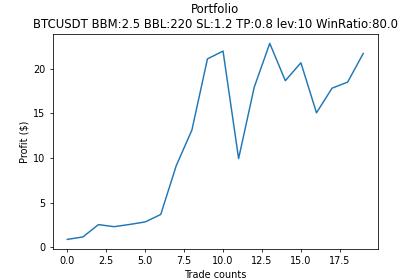 Portfolio
BTCUSDT BBM:2.5 BBL:220 SL:1.2 TP:0.8 lev:10 WinRatio:80.0
20
15
10
5
0
Profit ($)
0.0 2.5 5.0 7.5 10.0 12.5 15.0 17.5
Trade counts